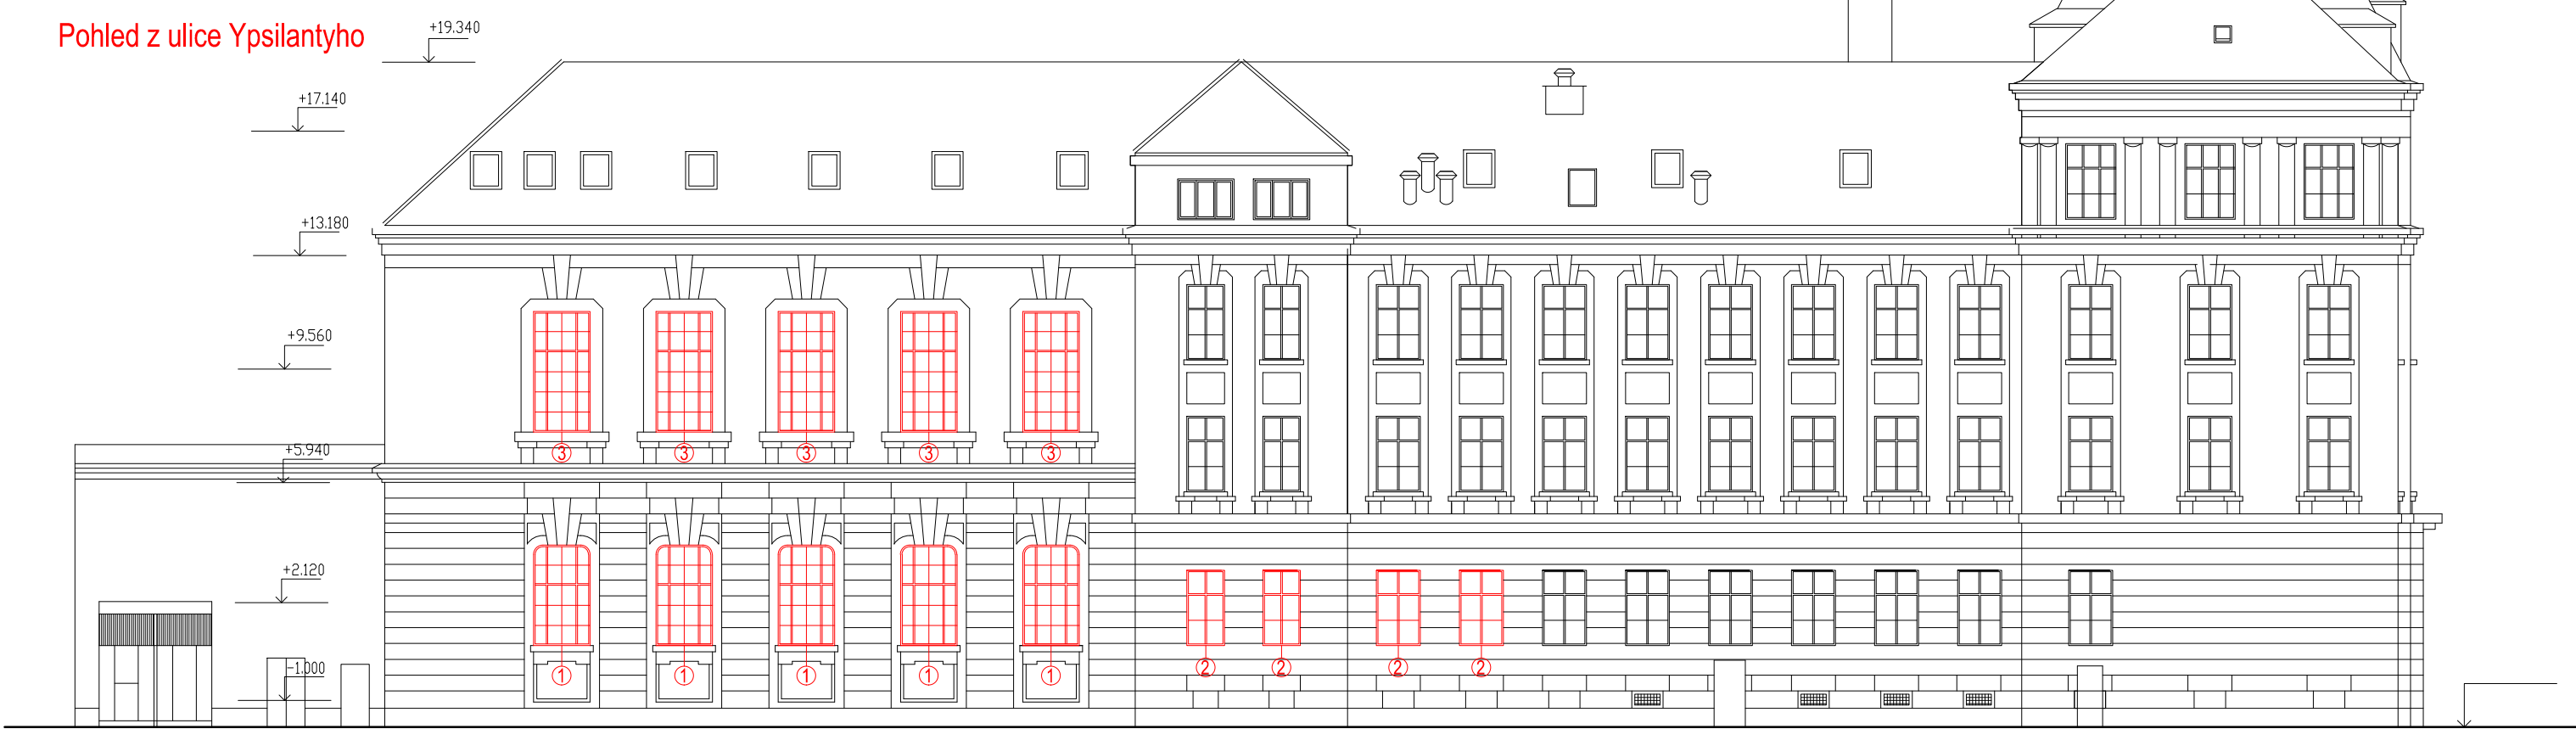 Pohled z ulice Ypsilantyho
+19.340
+17.140
+13.180
+9.560
+5.940
+2.120
-1.000
3 3 3 3 3
1 1 1 1 1
2 2 2 2